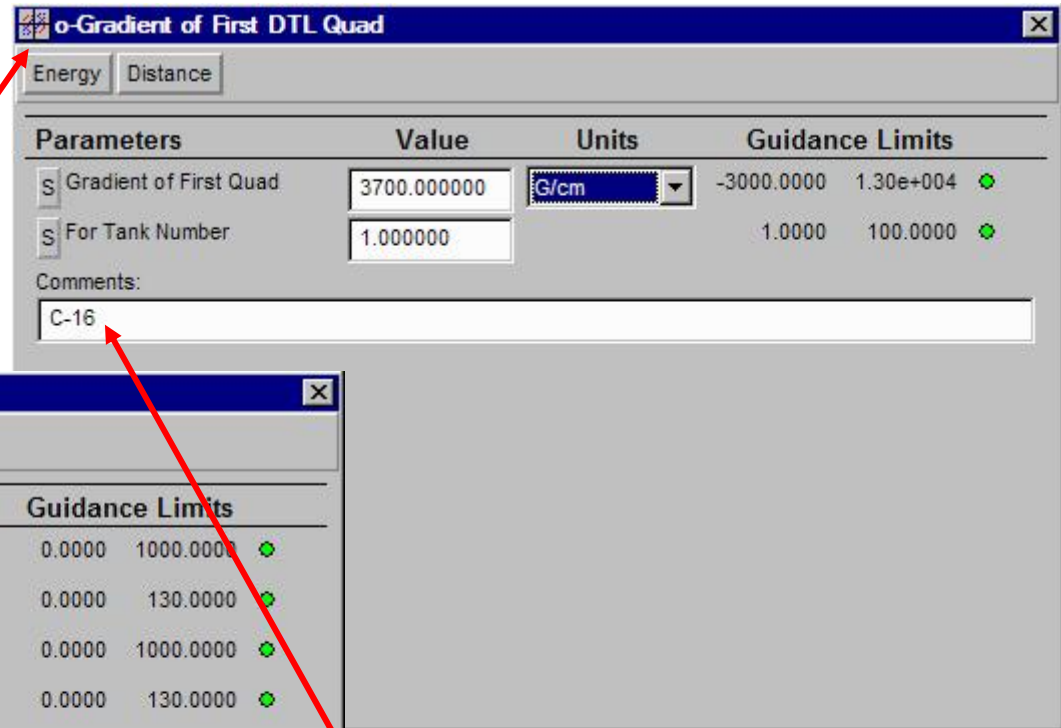 o-Gradient of First DTL Quad
Energy Distance
Parameters Value Units Guidance Limits
S Gradient of First Quad 3700.000000 G/cm -3000.0000 1.30e+004
S For Tank Number 1.000000 1.0000 100.0000
Comments:
C-16
Guidance Limits
0.0000 1000.0000
0.0000 130.0000
0.0000 1000.0000
0.0000 130.0000